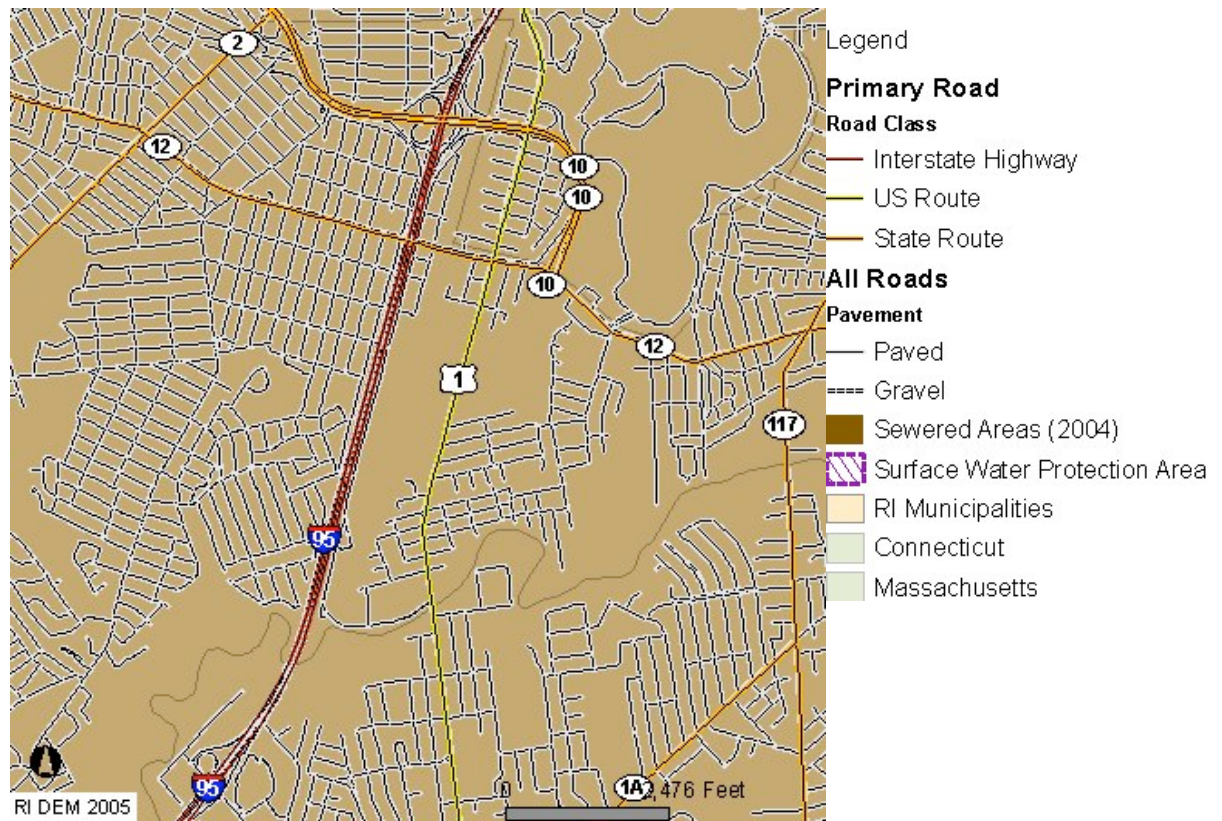 2
12
10
10
10
12
1
117
95
95
1A
0
,476 Feet
RI DEM 2005
Legend
Primary Road
Road Class
Interstate Highway
US Route
State Route
All Roads
Pavement
Paved
Gravel
Sewered Areas (2004)
Surface Water Protection Area
RI Municipalities
Connecticut
Massachusetts